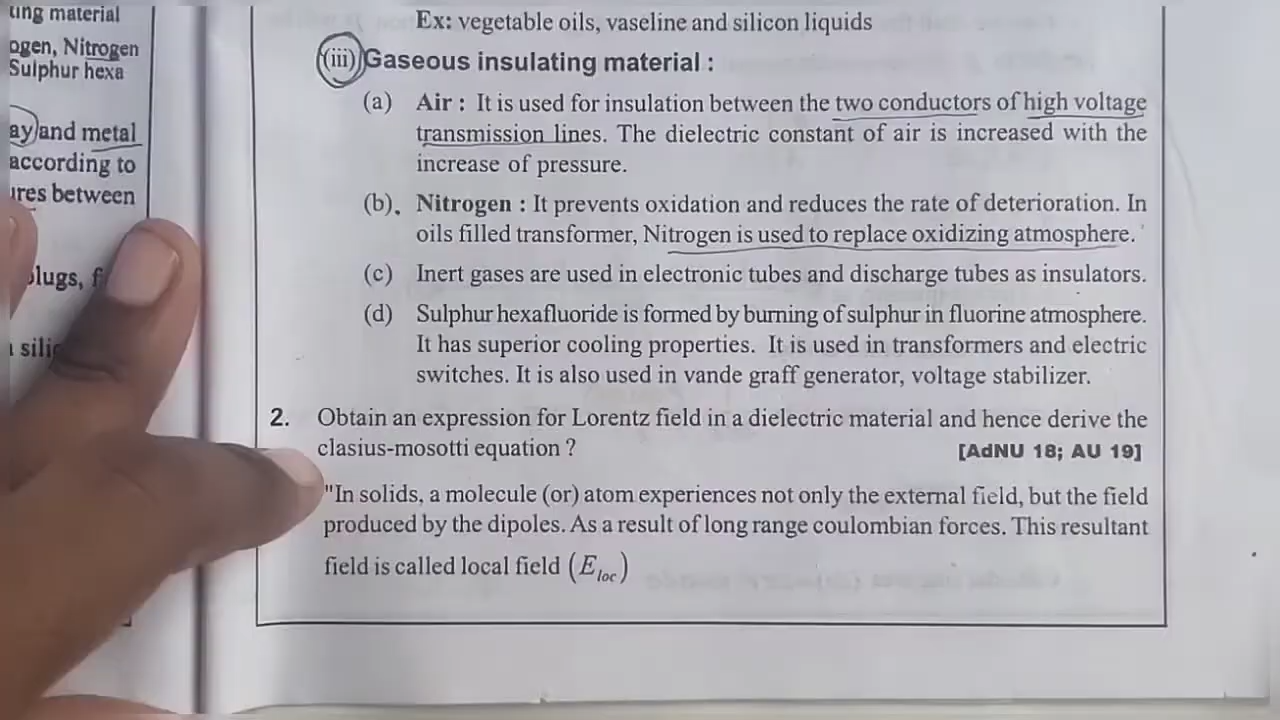 ting material
ogen, Nitrogen
Sulphur hexa
ay and metal
according to
ures between
plugs, f
Ex: vegetable oils, vaseline and silicon liquids
(iii) Gaseous insulating material :
(a) Air : It is used for insulation between the two conductors of high voltage
transmission lines. The dielectric constant of air is increased with the
increase of pressure.
(b). Nitrogen : It prevents oxidation and reduces the rate of deterioration. In
oils filled transformer, Nitrogen is used to replace oxidizing atmosphere.
(c) Inert gases are used in electronic tubes and discharge tubes as insulators.
(d) Sulphur hexafluoride is formed by burning of sulphur in fluorine atmosphere.
It has superior cooling properties. It is used in transformers and electric
switches. It is also used in vande graff generator, voltage stabilizer.
2. Obtain an expression for Lorentz field in a dielectric material and hence derive the
clasius-mosotti equation ? [AdNU 18; AU 19]
"In solids, a molecule (or) atom experiences not only the external field, but the field
produced by the dipoles. As a result of long range coulombian forces. This resultant
field is called local field (E_loc)